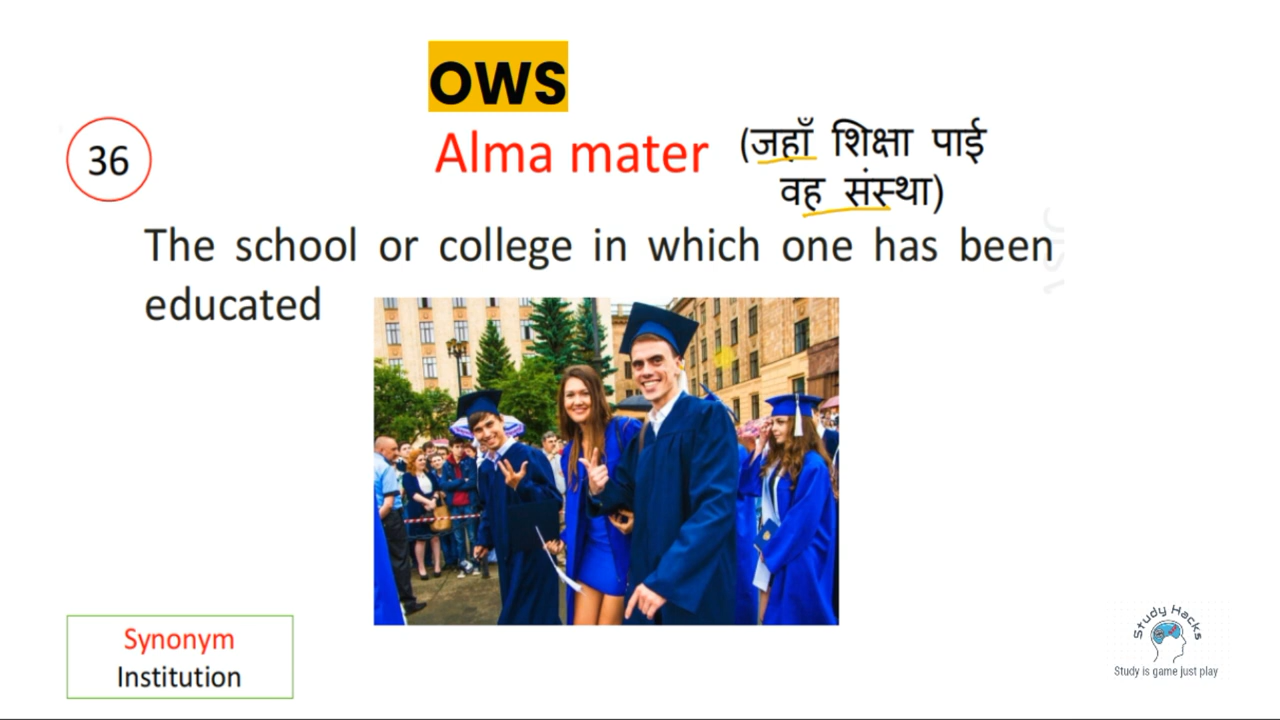 OWS
36
Alma mater (जहाँ शिक्षा पाई
वह संस्था)
The school or college in which one has been
educated
Synonym
Institution
Study Hacks
Study is game just play